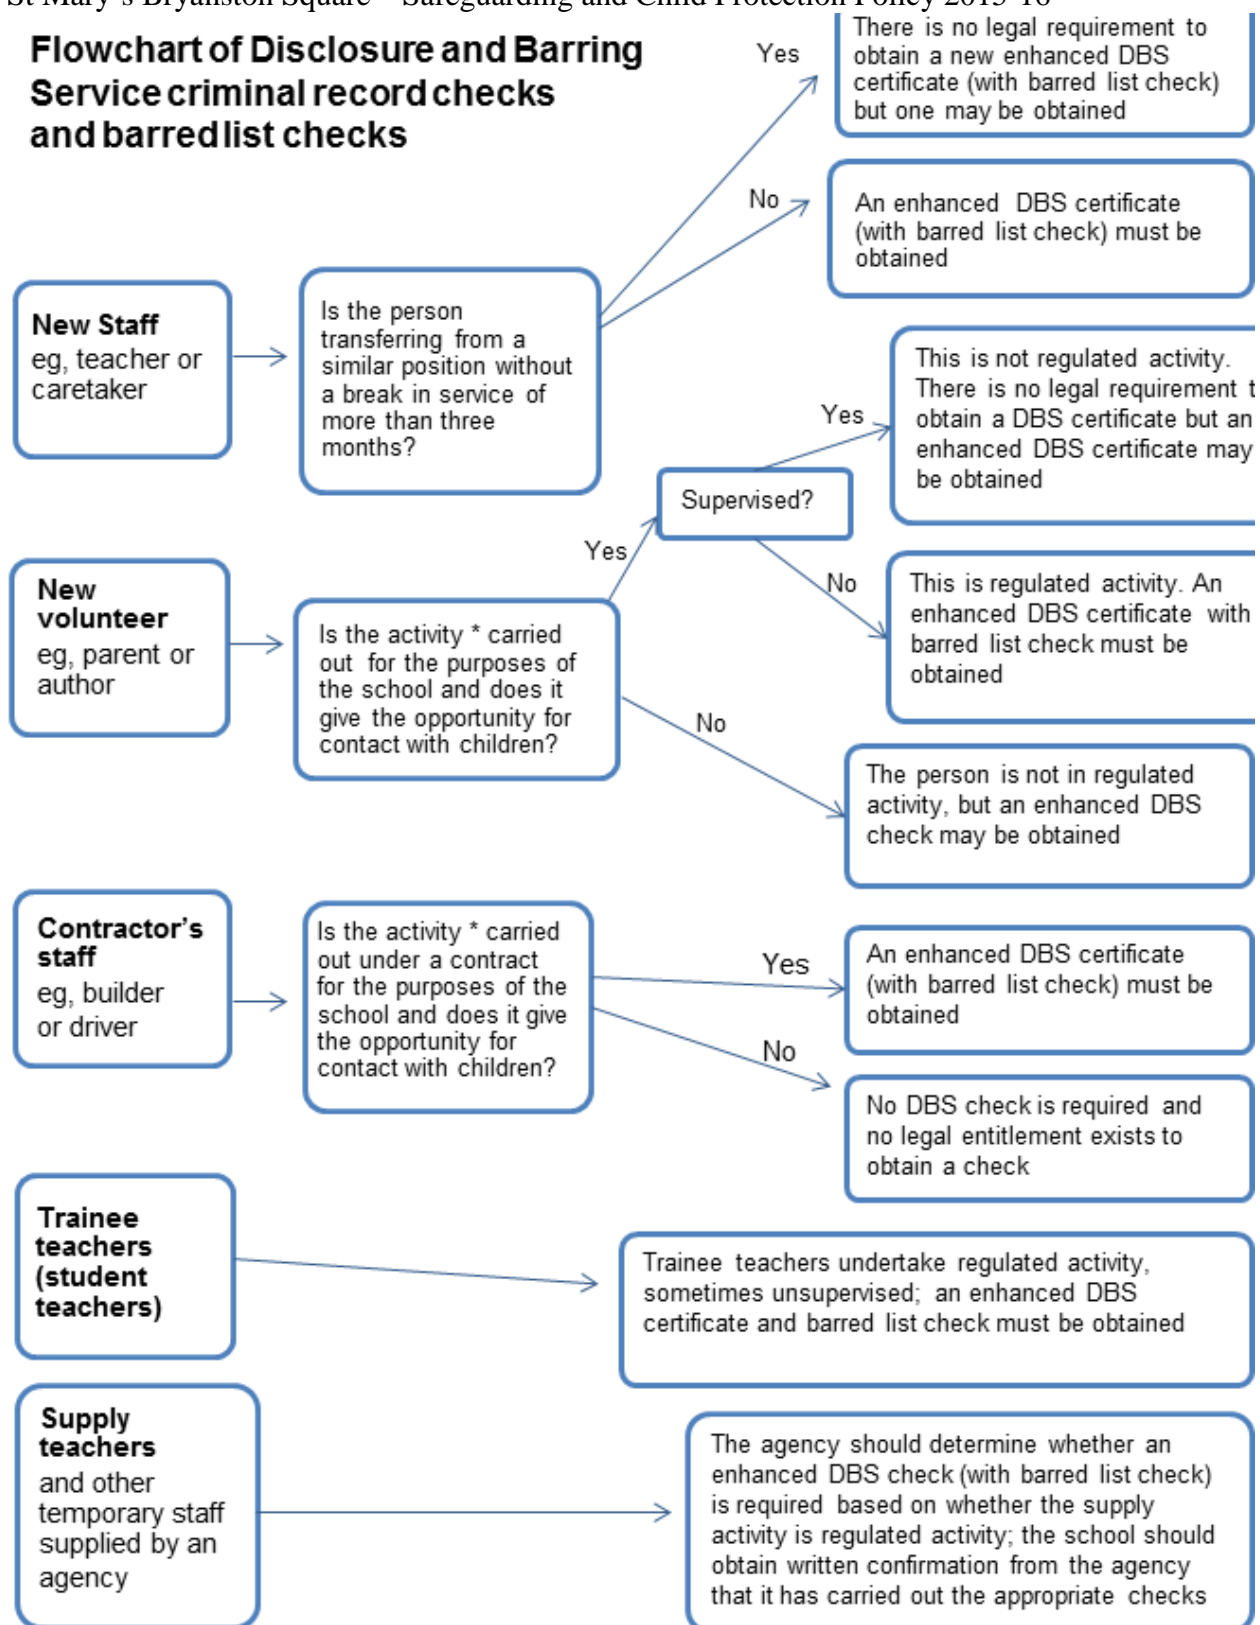 St Mary's Bryanston Square – Safeguarding and Child Protection Policy 2015-16
Flowchart of Disclosure and Barring
Service criminal record checks
and barred list checks
Yes
There is no legal requirement to
obtain a new enhanced DBS
certificate (with barred list check)
but one may be obtained
No
An enhanced DBS certificate
(with barred list check) must be
obtained
New Staff
eg, teacher or
caretaker
Is the person
transferring from a
similar position without
a break in service of
more than three
months?
This is not regulated activity.
There is no legal requirement t
obtain a DBS certificate but an
enhanced DBS certificate may
be obtained
Yes
Supervised?
Yes
No
This is regulated activity. An
enhanced DBS certificate with
barred list check must be
obtained
New
volunteer
eg, parent or
author
Is the activity * carried
out for the purposes of
the school and does it
give the opportunity for
contact with children?
No
The person is not in regulated
activity, but an enhanced DBS
check may be obtained
Contractor's
staff
eg, builder
or driver
Is the activity * carried
out under a contract
for the purposes of the
school and does it give
the opportunity for
contact with children?
Yes
An enhanced DBS certificate
(with barred list check) must be
obtained
No
No DBS check is required and
no legal entitlement exists to
obtain a check
Trainee
teachers
(student
teachers)
Trainee teachers undertake regulated activity,
sometimes unsupervised; an enhanced DBS
certificate and barred list check must be obtained
Supply
teachers
and other
temporary staff
supplied by an
agency
The agency should determine whether an
enhanced DBS check (with barred list check)
is required based on whether the supply
activity is regulated activity; the school should
obtain written confirmation from the agency
that it has carried out the appropriate checks